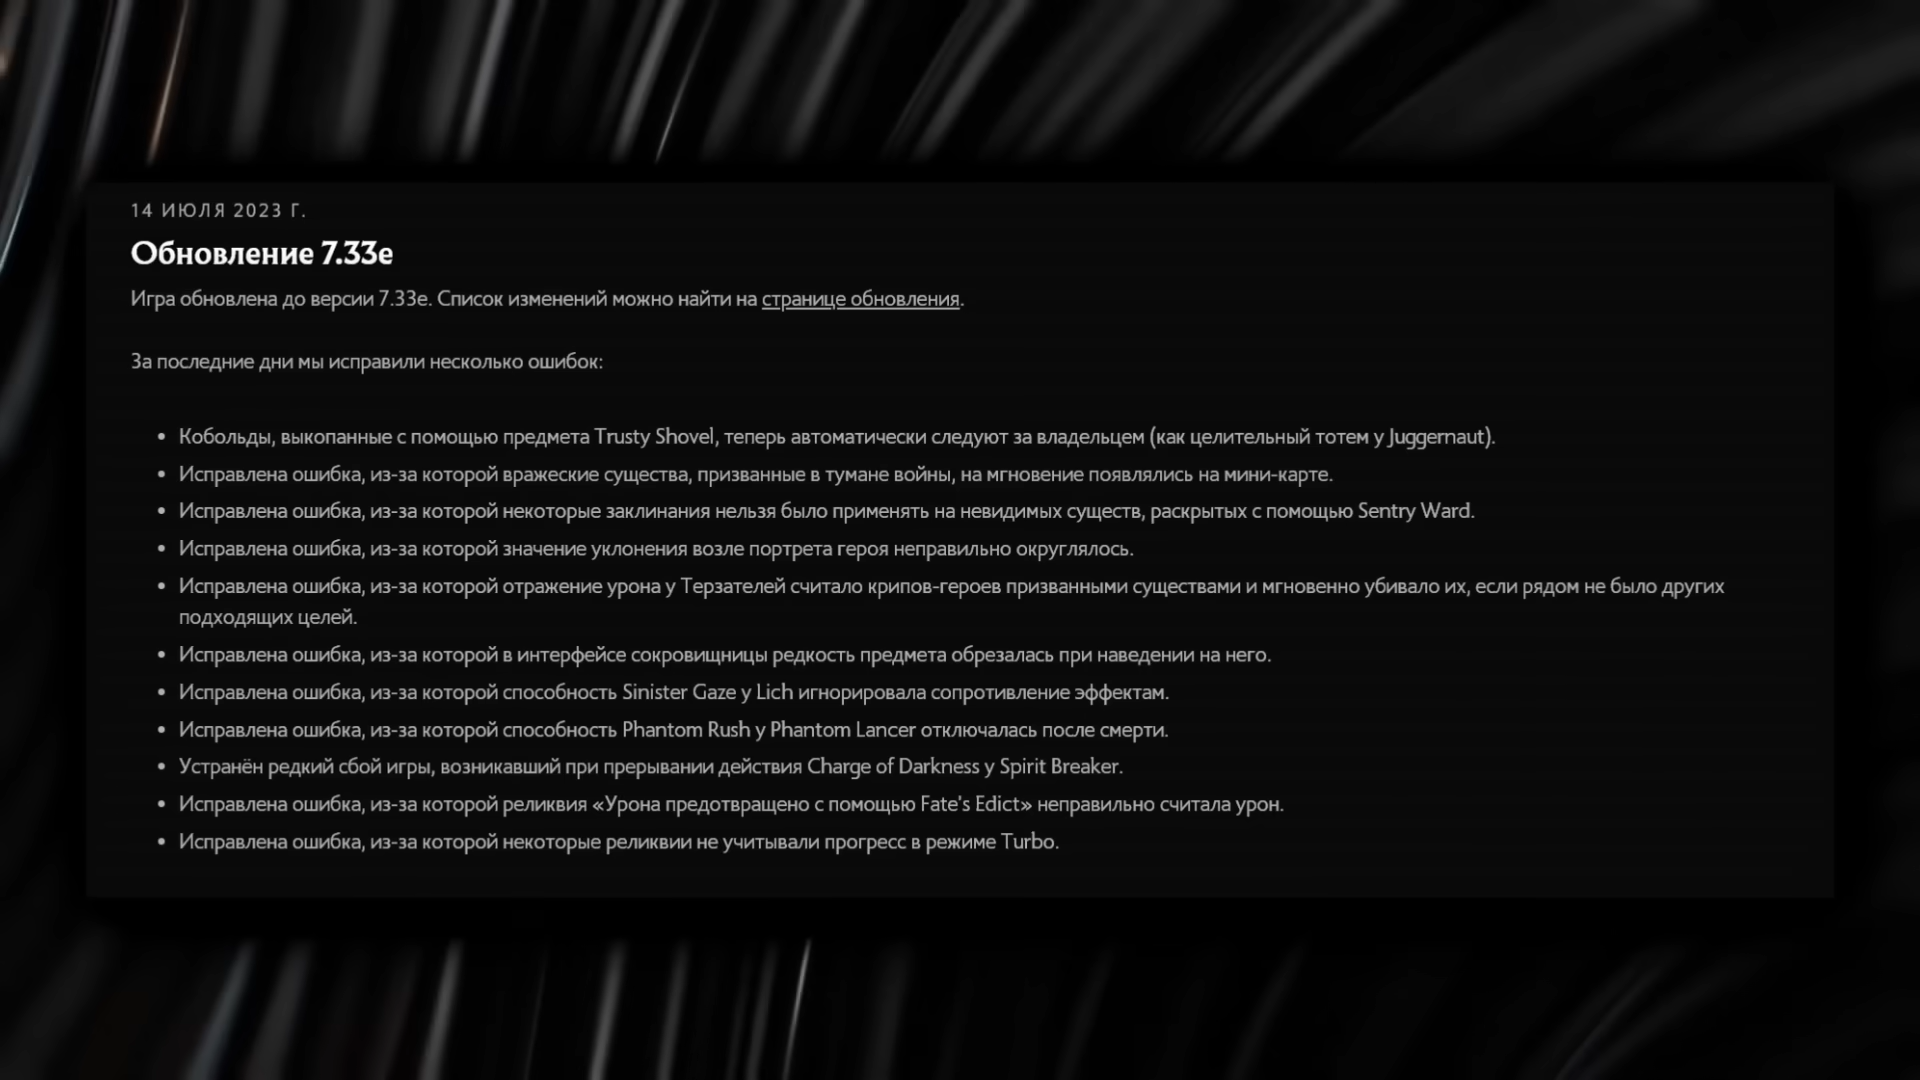 14 ИЮЛЯ 2023 Г.
Обновление 7.33e
Игра обновлена до версии 7.33e. Список изменений можно найти на странице обновления.
За последние дни мы исправили несколько ошибок:
• Кобольды, выкопанные с помощью предмета Trusty Shovel, теперь автоматически следуют за владельцем (как целительный тотем у Juggernaut).
• Исправлена ошибка, из-за которой вражеские существа, призванные в тумане войны, на мгновение появлялись на мини-карте.
• Исправлена ошибка, из-за которой некоторые заклинания нельзя было применять на невидимых существ, раскрытых с помощью Sentry Ward.
• Исправлена ошибка, из-за которой значение уклонения возле портрета героя неправильно округлялось.
• Исправлена ошибка, из-за которой отражение урона у Терзателей считало крипов-героев призванными существами и мгновенно убивало их, если рядом не было других
подходящих целей.
• Исправлена ошибка, из-за которой в интерфейсе сокровищницы редкость предмета обрезалась при наведении на него.
• Исправлена ошибка, из-за которой способность Sinister Gaze у Lich игнорировала сопротивление эффектам.
• Исправлена ошибка, из-за которой способность Phantom Rush у Phantom Lancer отключалась после смерти.
• Устранён редкий сбой игры, возникавший при прерывании действия Charge of Darkness у Spirit Breaker.
• Исправлена ошибка, из-за которой реликвия «Урона предотвращено с помощью Fate's Edict» неправильно считала урон.
• Исправлена ошибка, из-за которой некоторые реликвии не учитывали прогресс в режиме Turbo.